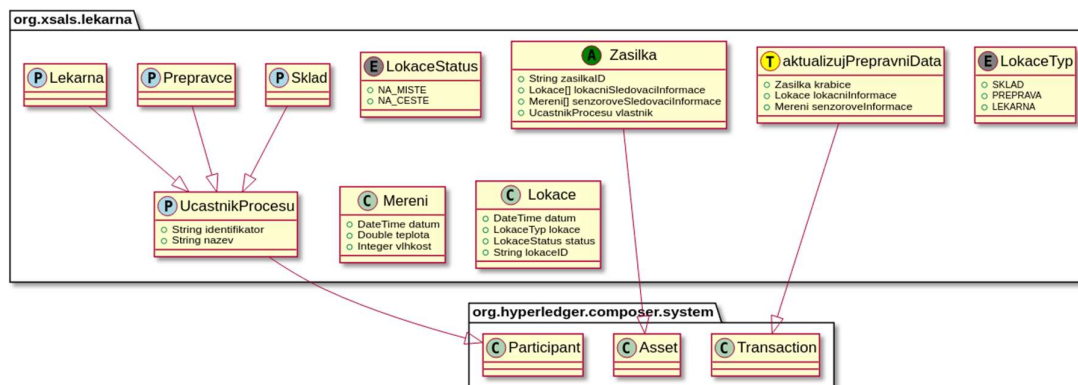 org.xsals.lekarna
P Lekarna
P Prepravce
P Sklad
E LokaceStatus
NA_MISTE
NA_CESTE
A Zasilka
String zasilkaID
Lokace[] lokacniSledovaciInformace
Mereni[] senzoroveSledovaciInformace
UcastnikProcesu vlastnik
T aktualizujPrepravniData
Zasilka krabice
Lokace lokacniInformace
Mereni senzoroveInformace
E LokaceTyp
SKLAD
PREPRAVA
LEKARNA
P UcastnikProcesu
String identifikator
String nazev
C Mereni
DateTime datum
Double teplota
Integer vlhkost
C Lokace
DateTime datum
LokaceTyp lokace
LokaceStatus status
String lokaceID
org.hyperledger.composer.system
C Participant
C Asset
C Transaction